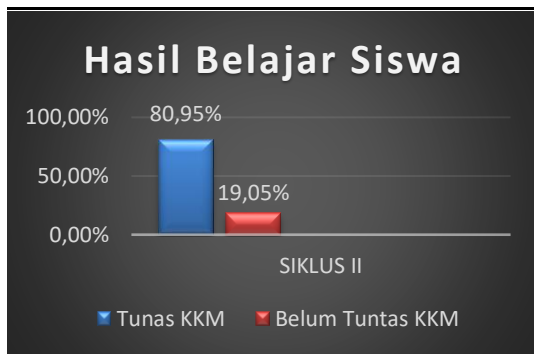 Hasil Belajar Siswa
100,00%
80,95%
50,00%
19,05%
0,00%
SIKLUS II
Tunas KKM Belum Tuntas KKM